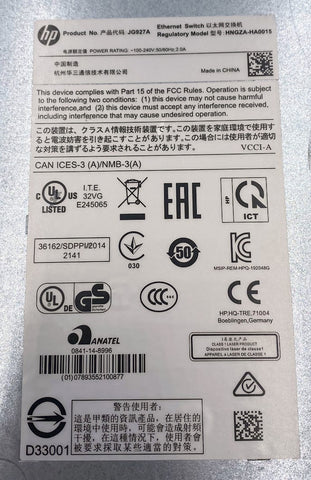 hp
Product No. 产品代码: JG927A
Ethernet Switch 以太网交换机
Regulatory Model 型号: HNGZA-HA0015
电源额定值 POWER RATING: ~100-240V;50/60Hz;2.0A
中国制造
杭州华三通信技术有限公司
Made in CHINA
This device complies with Part 15 of the FCC Rules. Operation is subject
to the following two conditions: (1) this device may not cause harmful
interference, and (2) this device must accept any interference received,
including interference that may cause undesired operation.
この装置は、クラスA情報技術装置です。この装置を家庭環境で使用す
ると電波妨害を引き起こすことがあります。この場合には使用者が適切
な対策を講ずるよう要求されることがあります。
VCCI-A
CAN ICES-3 (A)/NMB-3(A)
C UL US
LISTED
I.T.E.
32VG
E245065
EAC
ICT
36162/SDPPI/2014
2141
030
50
MSIP-REM-HPG-192048G
UL
GS
CCC
HP,HQ-TRE,71004
Boeblingen,Germany
ANATEL
0841-14-8996
(01)07893552100877
CLASS 1 LASER PRODUCT
APPAREIL À LASER DE CLASSE 1
D33001
警告使用者:
這是甲類的資訊產品，在居住的
環境中使用時，可能會造成射頻
干擾，在這種情況下，使用者會
被要求採取某些適當的對策